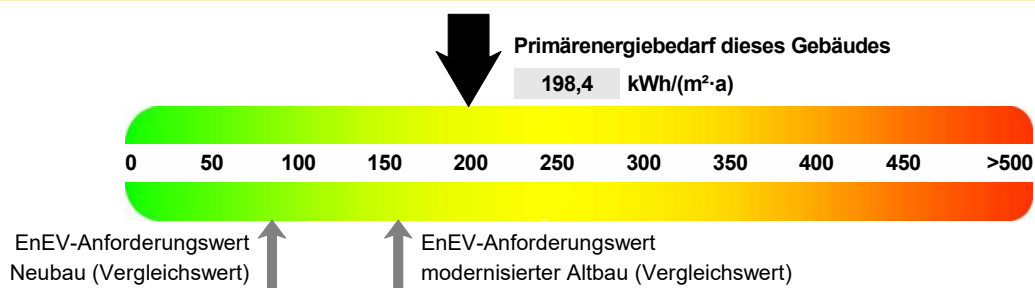 Primärenergiebedarf dieses Gebäudes
198,4 kWh/(m²·a)
0 50 100 150 200 250 300 350 400 450 >500
EnEV-Anforderungswert
Neubau (Vergleichswert)
EnEV-Anforderungswert
modernisierter Altbau (Vergleichswert)